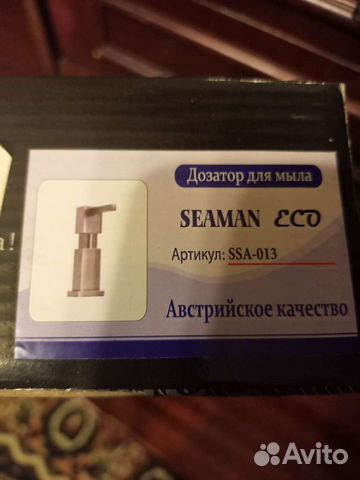 Дозатор для мыла
SEAMAN ECO
Артикул: SSA-013
Австрийское качество
Avito